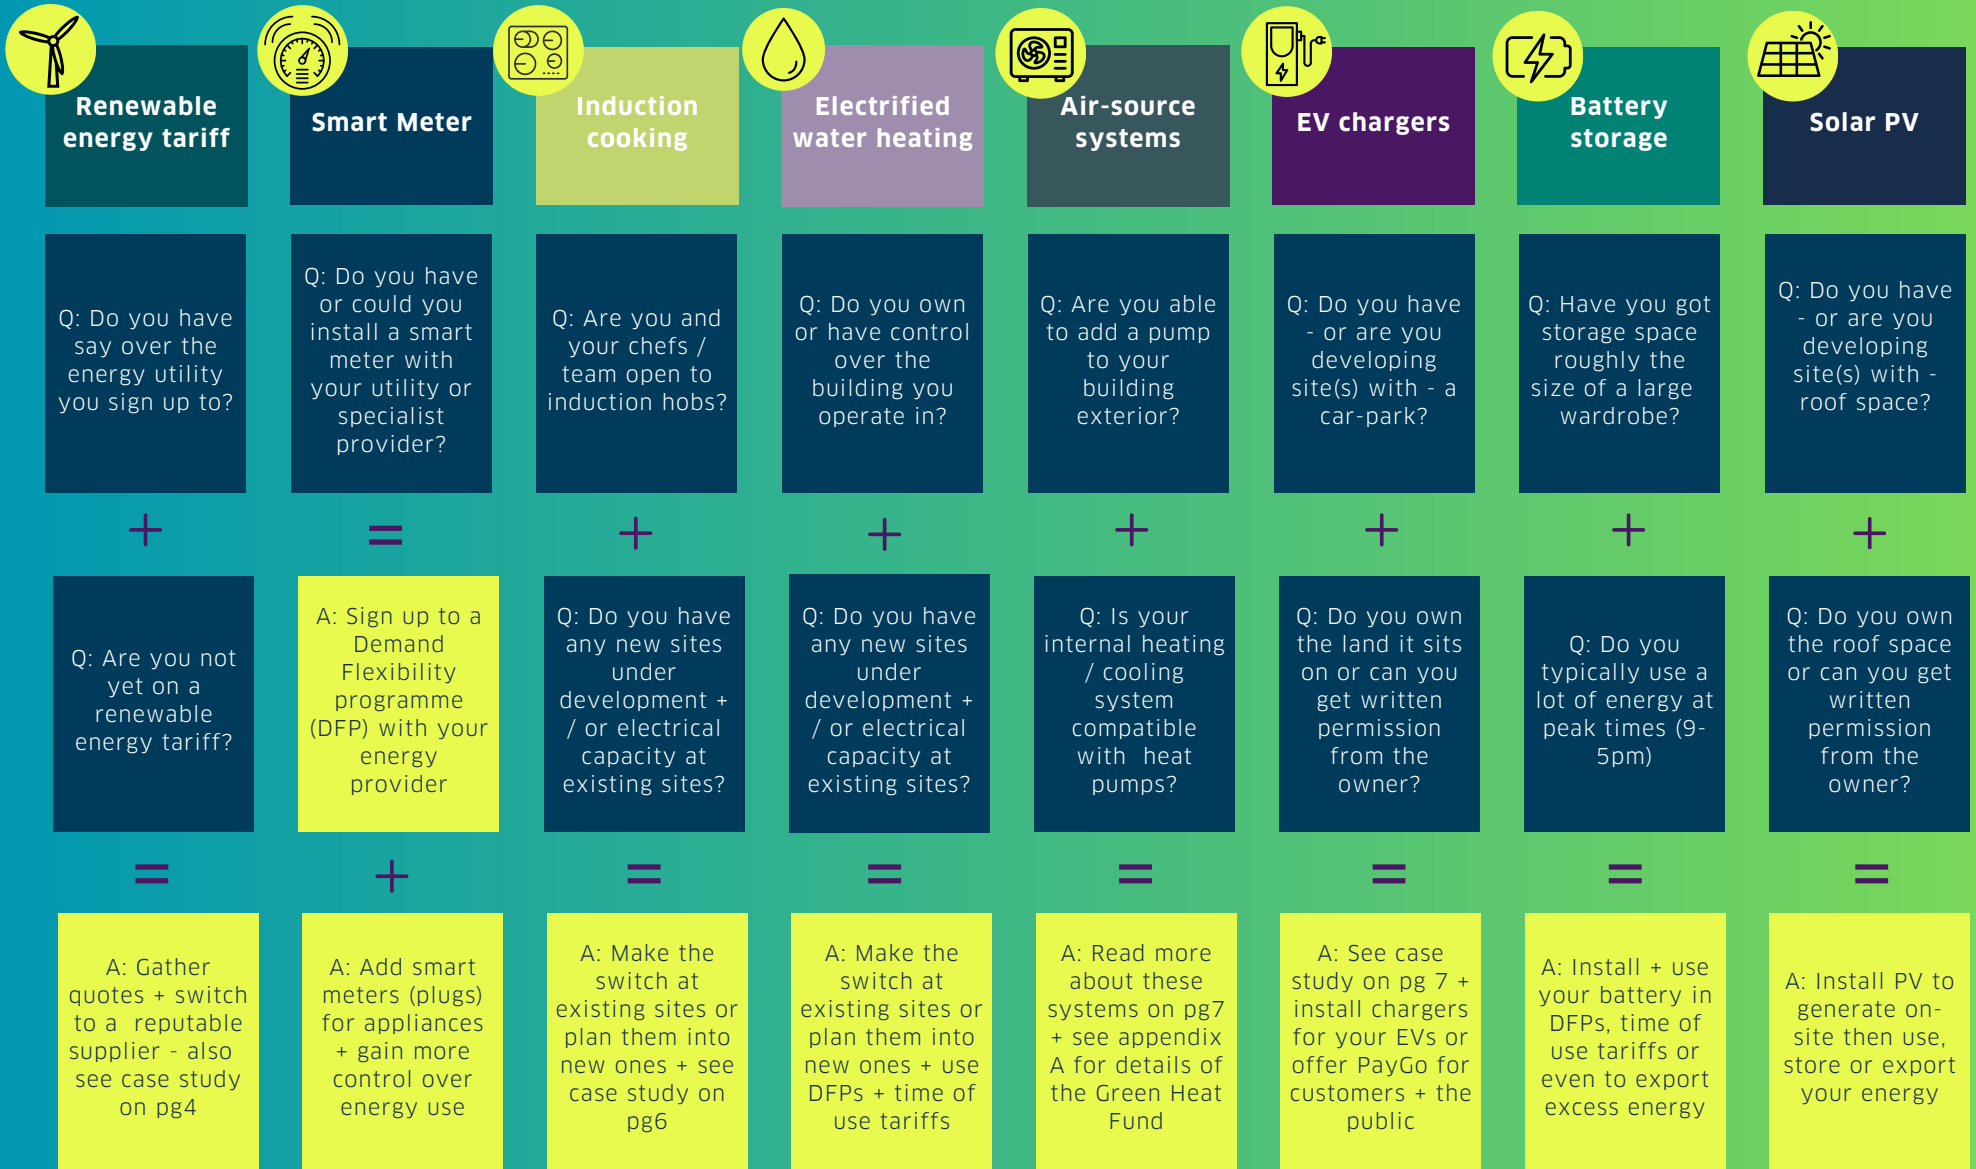 Renewable
energy tariff
Smart Meter
Induction
cooking
Electrified
water heating
Air-source
systems
EV chargers
Battery
storage
Solar PV
Q: Do you have
say over the
energy utility
you sign up to?
Q: Do you have
or could you
install a smart
meter with
your utility or
specialist
provider?
Q: Are you and
your chefs /
team open to
induction hobs?
Q: Do you own
or have control
over the
building you
operate in?
Q: Are you able
to add a pump
to your
building
exterior?
Q: Do you have
- or are you
developing
site(s) with - a
car-park?
Q: Have you got
storage space
roughly the
size of a large
wardrobe?
Q: Do you have
- or are you
developing
site(s) with -
roof space?
+
=
+
+
+
+
+
+
Q: Are you not
yet on a
renewable
energy tariff?
A: Sign up to a
Demand
Flexibility
programme
(DFP) with your
energy
provider
Q: Do you have
any new sites
under
development +
/ or electrical
capacity at
existing sites?
Q: Do you have
any new sites
under
development +
/ or electrical
capacity at
existing sites?
Q: Is your
internal heating
/ cooling
system
compatible
with heat
pumps?
Q: Do you own
the land it sits
on or can you
get written
permission
from the
owner?
Q: Do you
typically use a
lot of energy at
peak times (9-
5pm)
Q: Do you own
the roof space
or can you get
written
permission
from the
owner?
=
+
=
=
=
=
=
=
A: Gather
quotes + switch
to a reputable
supplier - also
see case study
on pg4
A: Add smart
meters (plugs)
for appliances
+ gain more
control over
energy use
A: Make the
switch at
existing sites or
plan them into
new ones + see
case study on
pg6
A: Make the
switch at
existing sites or
plan them into
new ones + use
DFPs + time of
use tariffs
A: Read more
about these
systems on pg7
+ see appendix
A for details of
the Green Heat
Fund
A: See case
study on pg 7 +
install chargers
for your EVs or
offer PayGo for
customers + the
public
A: Install + use
your battery in
DFPs, time of
use tariffs or
even to export
excess energy
A: Install PV to
generate on-
site then use,
store or export
your energy